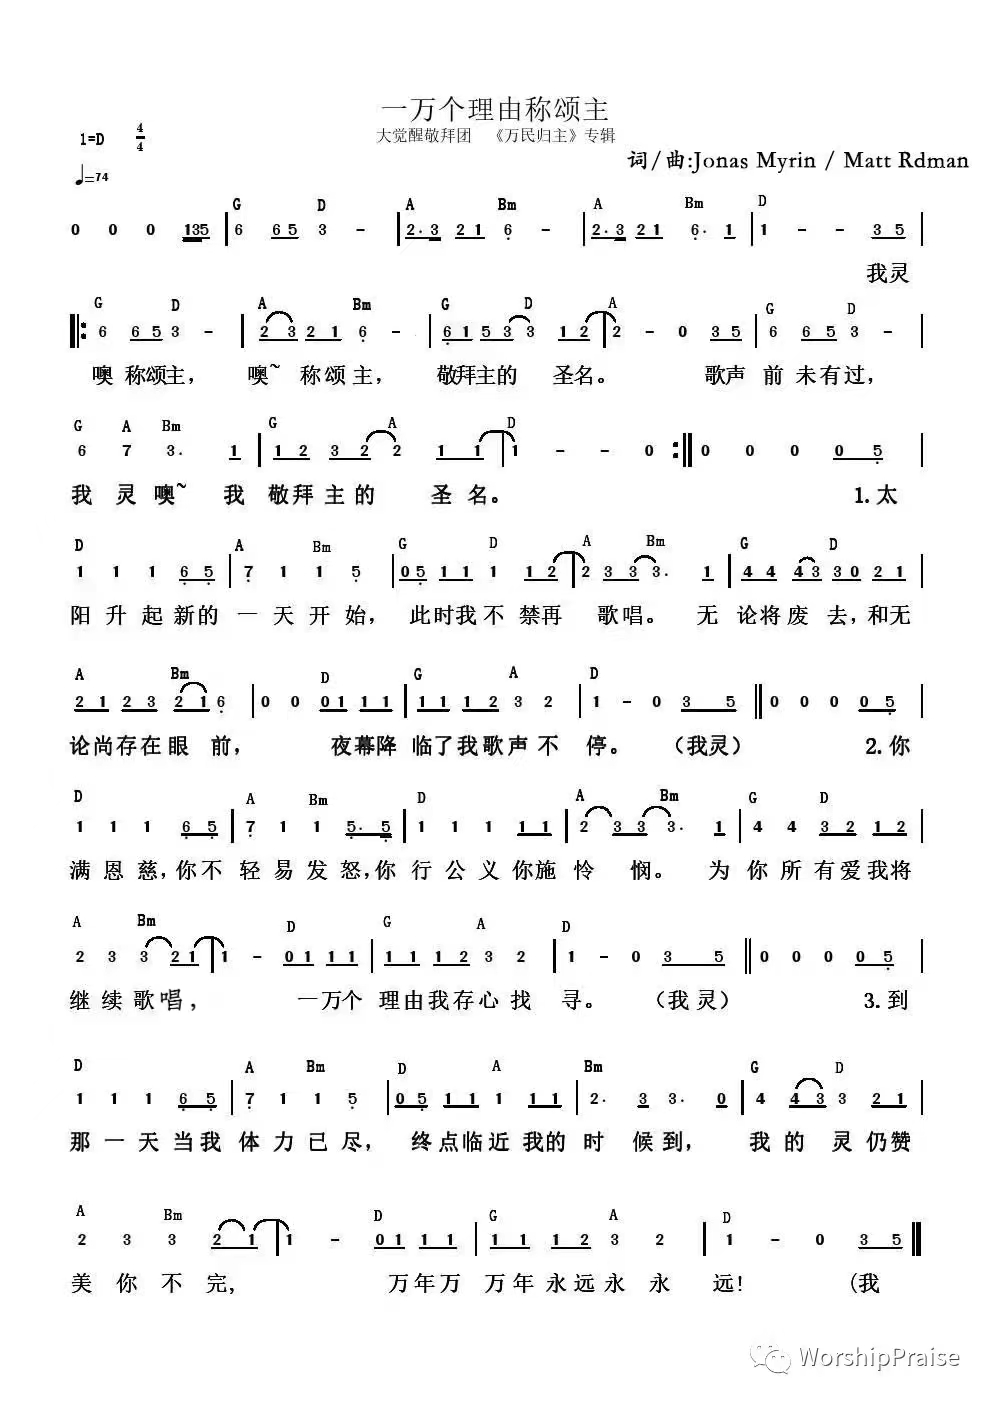 一万个理由称颂主
大觉醒敬拜团 《万民归主》专辑
1=D 4/4
词/曲:Jonas Myrin / Matt Rdman
♩=74
G D A Bm A Bm D
0 0 0 135 | 6 6 65 3 - | 2·3 21 6 - | 2·3 21 6· 1 | 1 - - 35 |
我灵
G D A Bm G D A G D
|: 6 65 3 - | 23 21 6 - | 61 53 3 12 | 2 - 0 35 | 6 65 3 - |
噢 称颂主， 噢~ 称颂主， 敬拜主的 圣名。 歌声 前 未有过，
G A Bm G A D
6 7 3· 1 | 12 32 2 11 | 1 - - 0 :| 0 0 0 05 |
我 灵 噢~ 我 敬拜 主的 圣 名。 1.太
D A Bm G D A Bm G D
1 1 1 65 | 7 1 1 5 | 05 11 1 12 | 2 33 3· 1 | 44 443 30 21 |
阳升起新的 一天开始，此时我不禁再 歌唱。 无 论将废去,和无
A Bm D G A D
21 23 21 6 | 0 0 01 11 | 11 12 3 2 | 1 - 0 3 5 || 0 0 0 05 |
论尚存在眼 前， 夜幕降 临了我歌声不 停。 （我灵） 2.你
D A Bm D A Bm G D
1 1 1 65 | 7 1 1 5·5 | 1 1 1 11 | 2 33 3· 1 | 4 4 32 12 |
满恩慈,你不 轻易发怒,你行公义你施怜 悯。 为你所有爱我将
A Bm D G A D
2 3 3 21 | 1 - 01 11 | 11 12 3 2 | 1 - 0 3 5 || 0 0 0 05 |
继续歌唱， 一万个 理由我存心找 寻。 （我灵） 3.到
D A Bm D A Bm G D
1 1 1 65 | 7 1 1 5 | 05 11 1 11 | 2· 3 3· 0 | 4 43 3 21 |
那一天当我 体力已尽， 终点临近我的时 候到， 我的灵仍赞
A Bm D G A D
2 3 3 21 | 1 - 01 11 | 11 12 3 2 | 1 - 0 35 ||
美你不完， 万年万 万年永远永永 远! (我
WorshipPraise